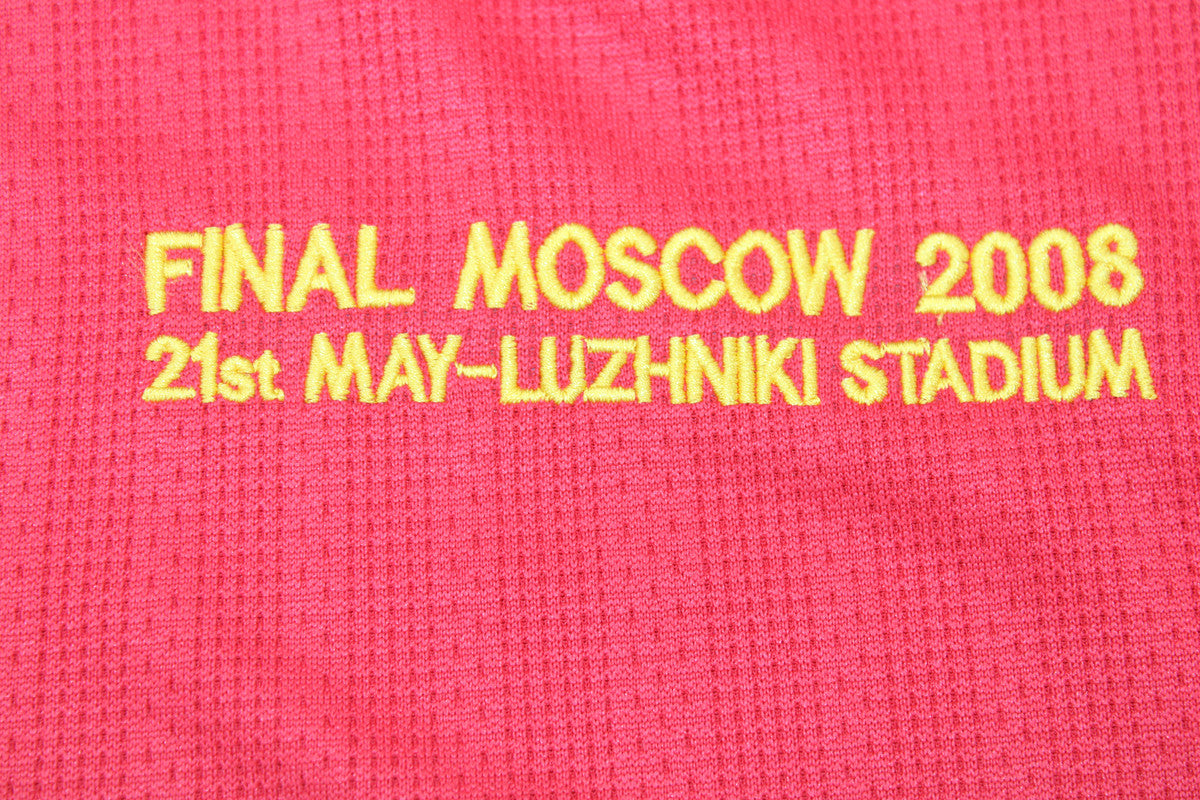 FINAL MOSCOW 2008
21st MAY-LUZHNIKI STADIUM